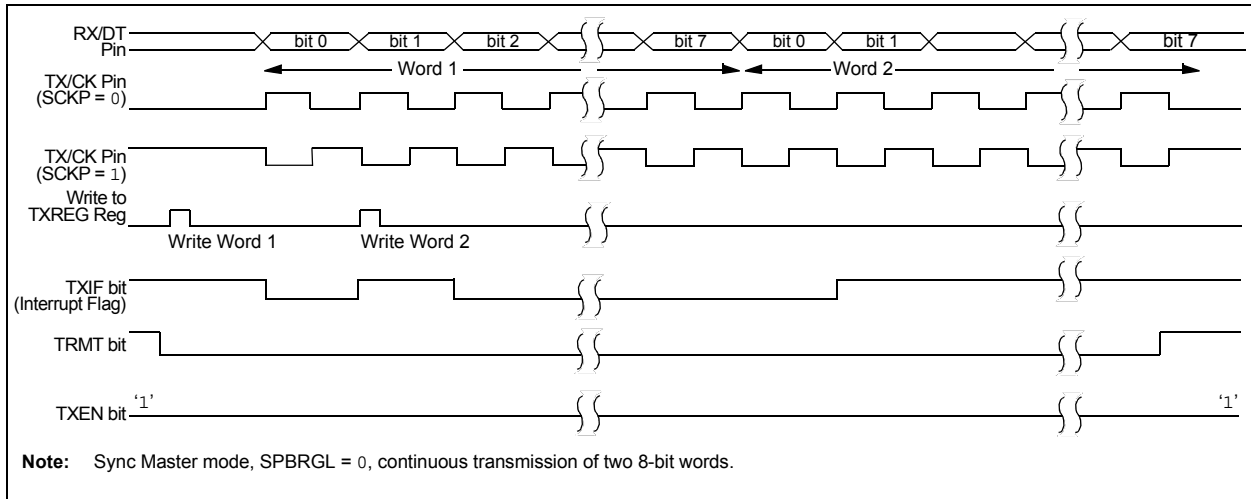 RX/DT
Pin
bit 0 bit 1 bit 2 bit 7 bit 0 bit 1 bit 7
Word 1 Word 2
TX/CK Pin
(SCKP = 0)
TX/CK Pin
(SCKP = 1)
Write to
TXREG Reg
Write Word 1 Write Word 2
TXIF bit
(Interrupt Flag)
TRMT bit
TXEN bit ‘1’ ‘1’
Note: Sync Master mode, SPBRGL = 0, continuous transmission of two 8-bit words.